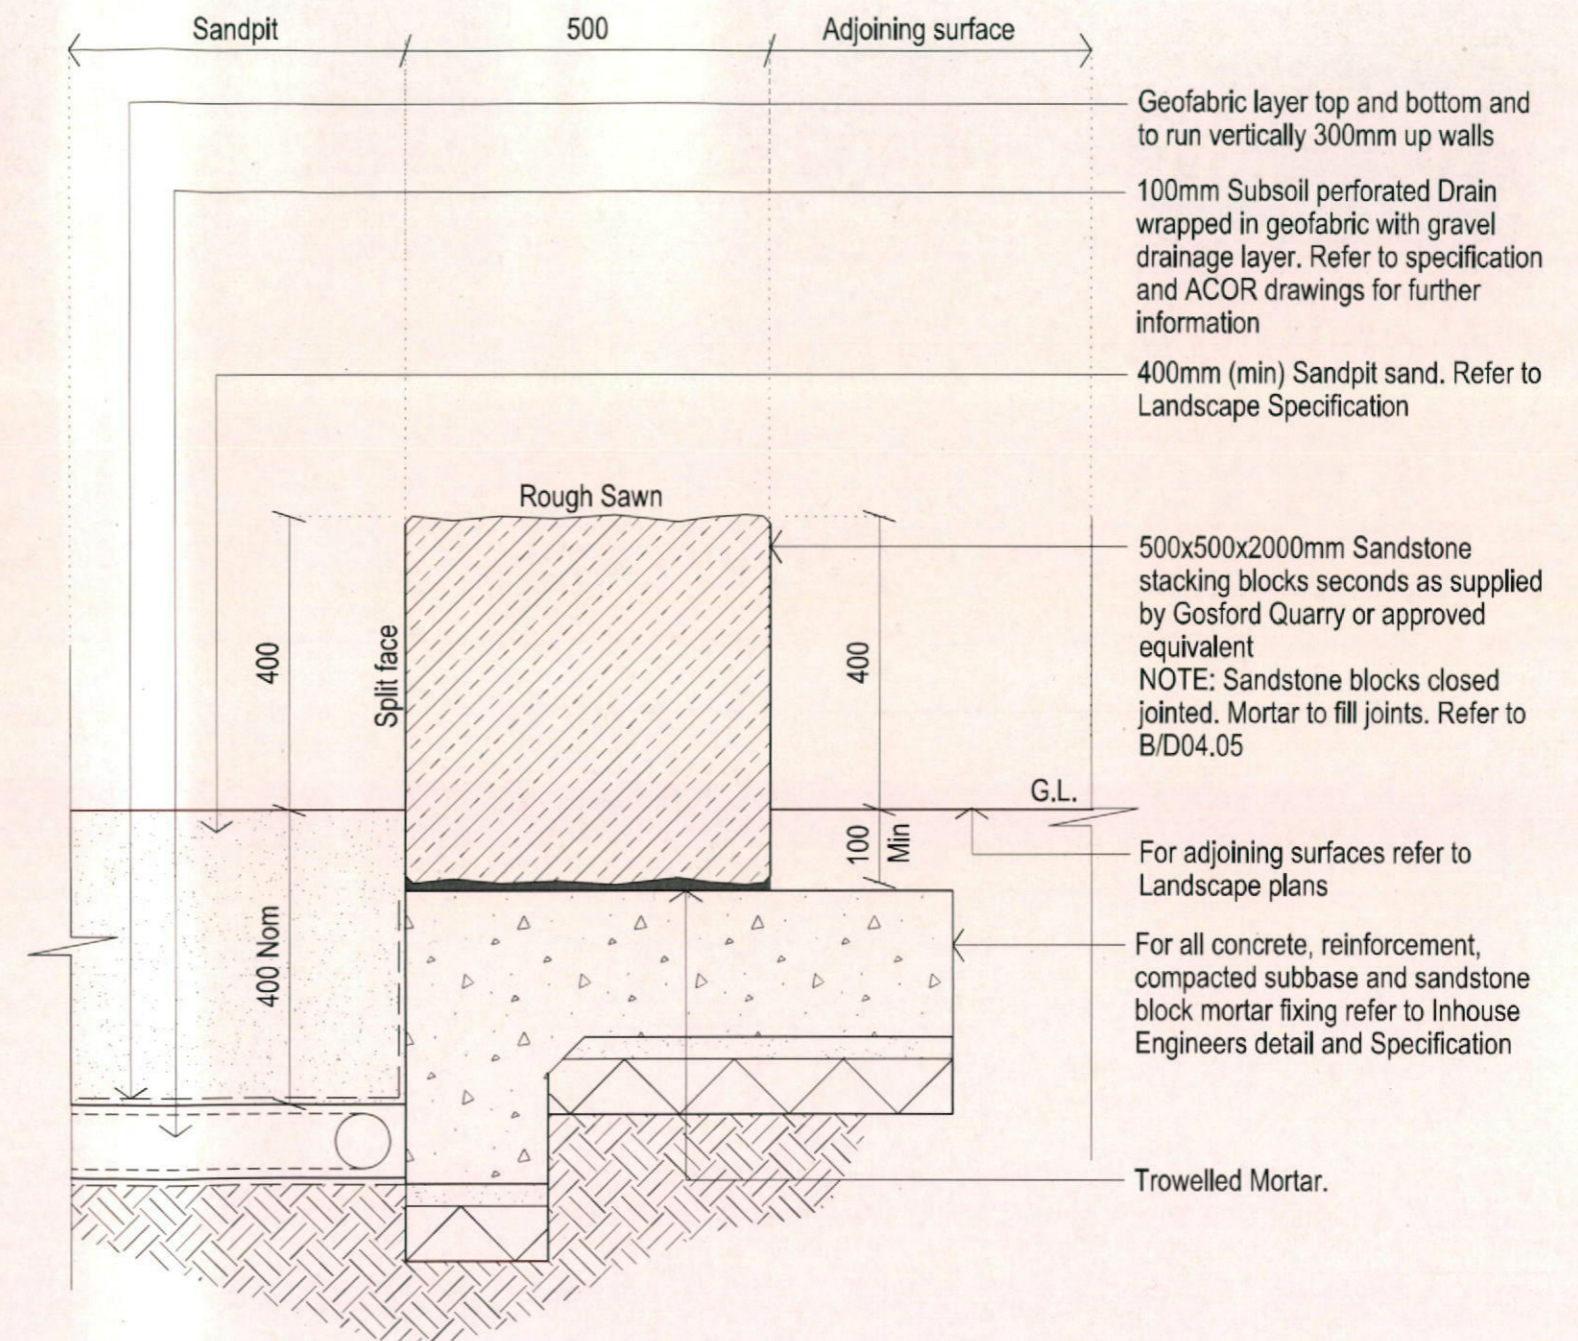 Sandpit
500
Adjoining surface
Geofabric layer top and bottom and
to run vertically 300mm up walls
100mm Subsoil perforated Drain
wrapped in geofabric with gravel
drainage layer. Refer to specification
and ACOR drawings for further
information
400mm (min) Sandpit sand. Refer to
Landscape Specification
Rough Sawn
500x500x2000mm Sandstone
stacking blocks seconds as supplied
by Gosford Quarry or approved
equivalent
NOTE: Sandstone blocks closed
jointed. Mortar to fill joints. Refer to
B/D04.05
400
Split face
400
G.L.
100
Min
For adjoining surfaces refer to
Landscape plans
400 Nom
For all concrete, reinforcement,
compacted subbase and sandstone
block mortar fixing refer to Inhouse
Engineers detail and Specification
Trowelled Mortar.